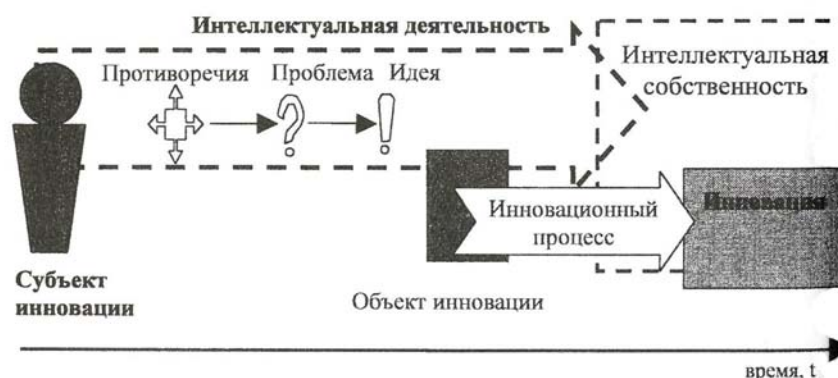 Интеллектуальная деятельность
Интеллектуальная
собственность
Противоречия Проблема Идея
Инновационный
процесс
Инновация
Субъект
инновации
Объект инновации
время, t